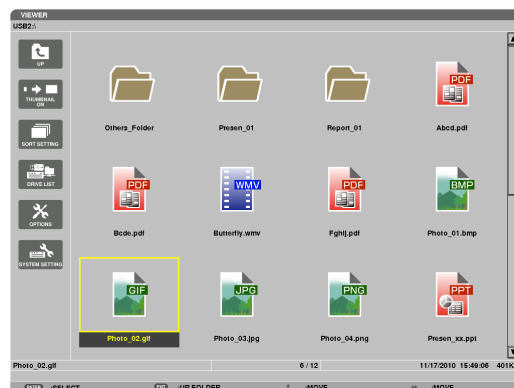 VIEWER
USB2:\
UP
THUMBNAIL
ON
SORT SETTING
DRIVE LIST
OPTIONS
SYSTEM SETTING
PDF
Others_Folder Presen_01 Report_01 Abcd.pdf
PDF WMV PDF BMP
Bcde.pdf Butterfly.wmv Fghij.pdf Photo_01.bmp
GIF JPG PNG PPT
Photo_02.gif Photo_03.jpg Photo_04.png Presen_xx.ppt
Photo_02.gif 6 / 12 11/17/2010 15:49:06 401K
ENTER :SELECT EXIT :UP FOLDER :MOVE :MOVE